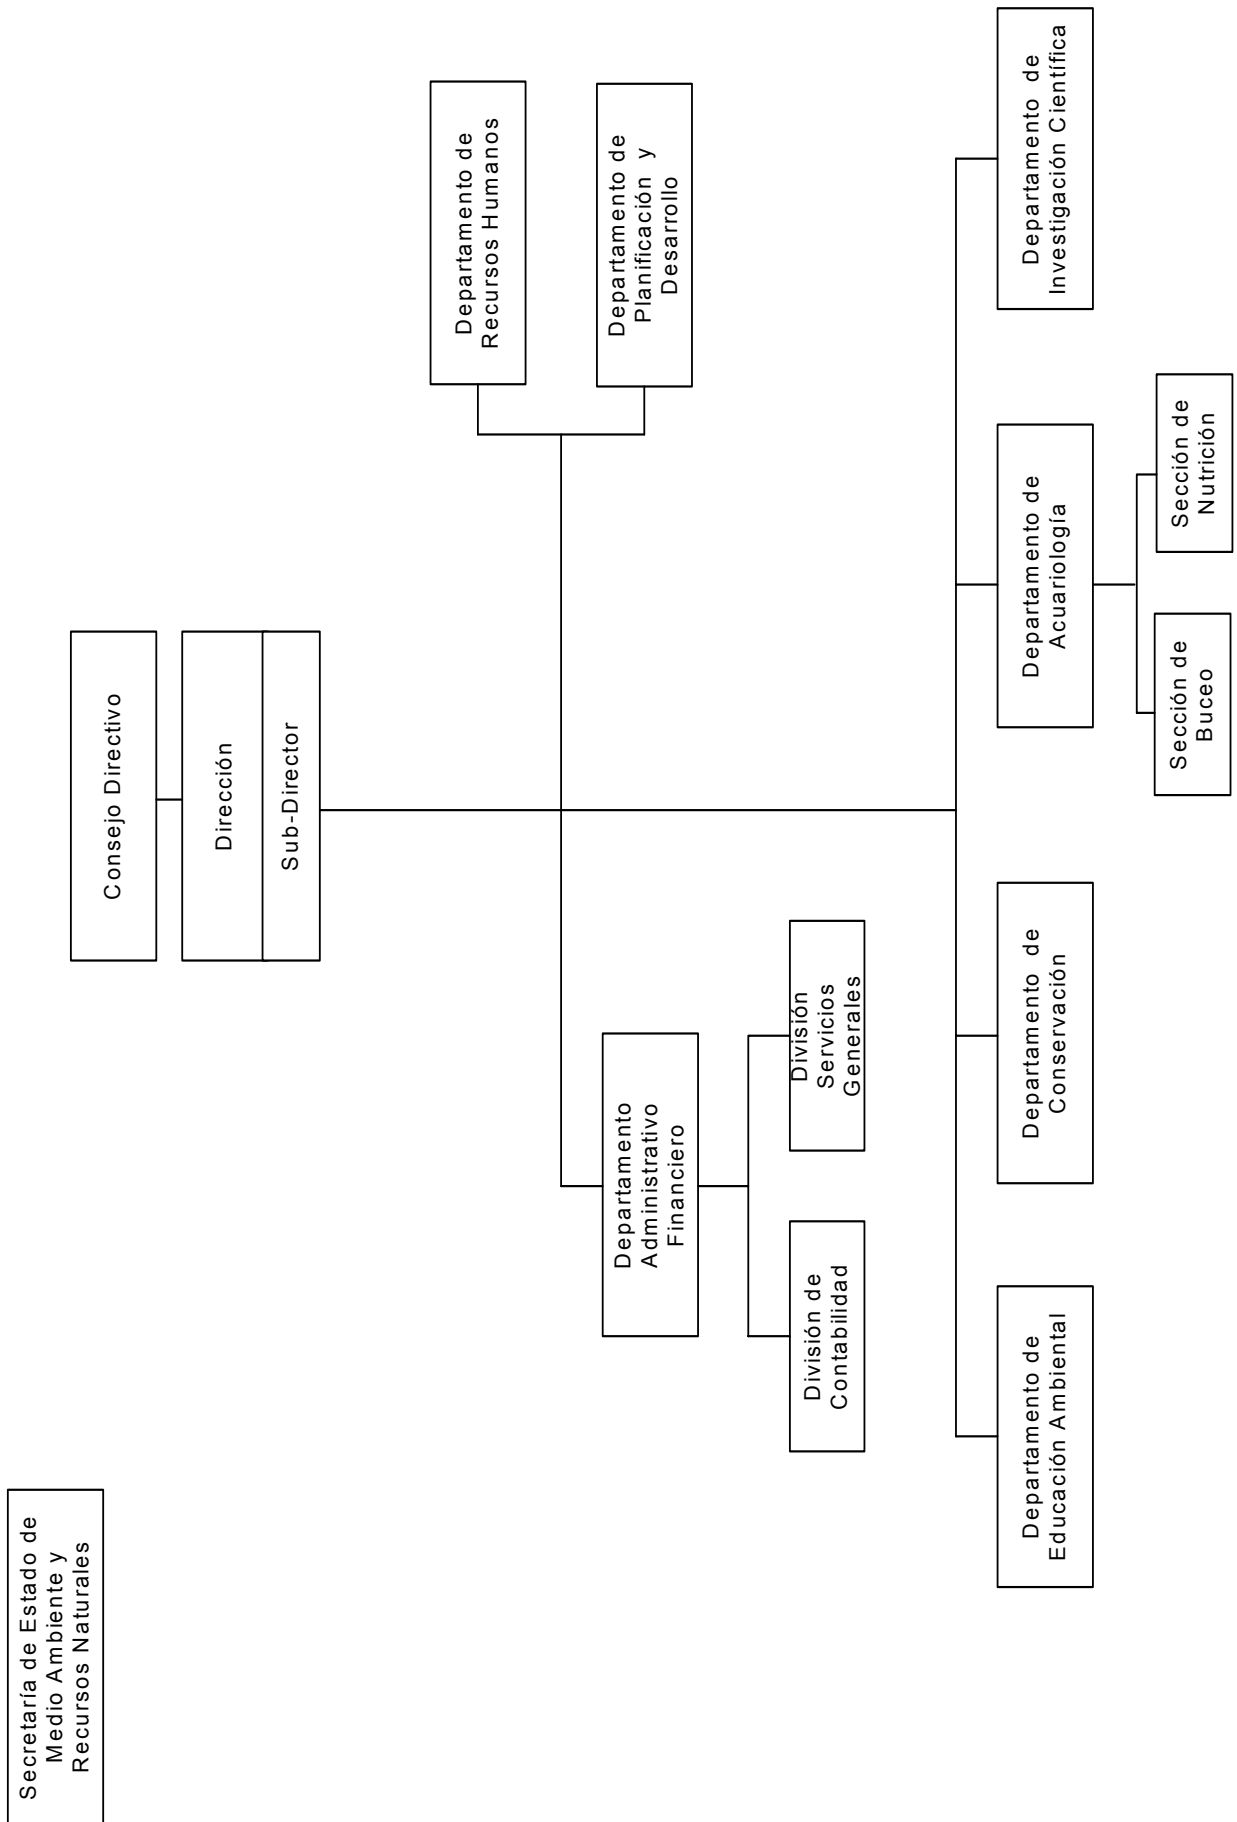 Secretaría de Estado de
Medio Ambiente y
Recursos Naturales
Consejo Directivo
Dirección
Sub-Director
Departamento de
Recursos Humanos
Departamento de
Planificación y
Desarrollo
Departamento
Administrativo
Financiero
División de
Contabilidad
División
Servicios
Generales
Departamento de
Educación Ambiental
Departamento de
Conservación
Departamento de
Acuariología
Departamento de
Investigación Científica
Sección de
Buceo
Sección de
Nutrición